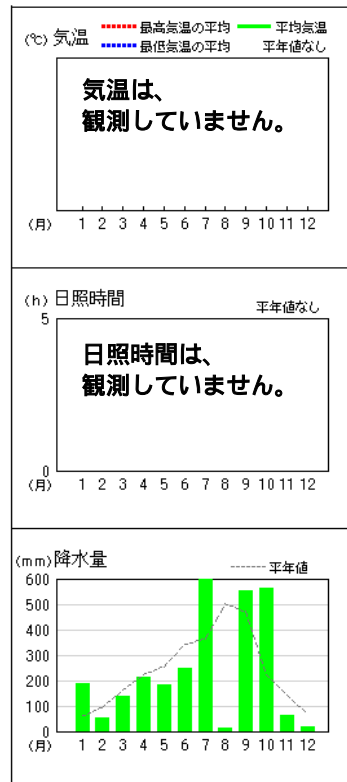 (℃) 気温 最高気温の平均 平均気温
最低気温の平均 平年値なし
気温は、
観測していません。
(月) 1 2 3 4 5 6 7 8 9 10 11 12
(h) 日照時間 平年値なし
5
日照時間は、
観測していません。
0
(月) 1 2 3 4 5 6 7 8 9 10 11 12
(mm) 降水量 平年値
600
500
400
300
200
100
0
(月) 1 2 3 4 5 6 7 8 9 10 11 12